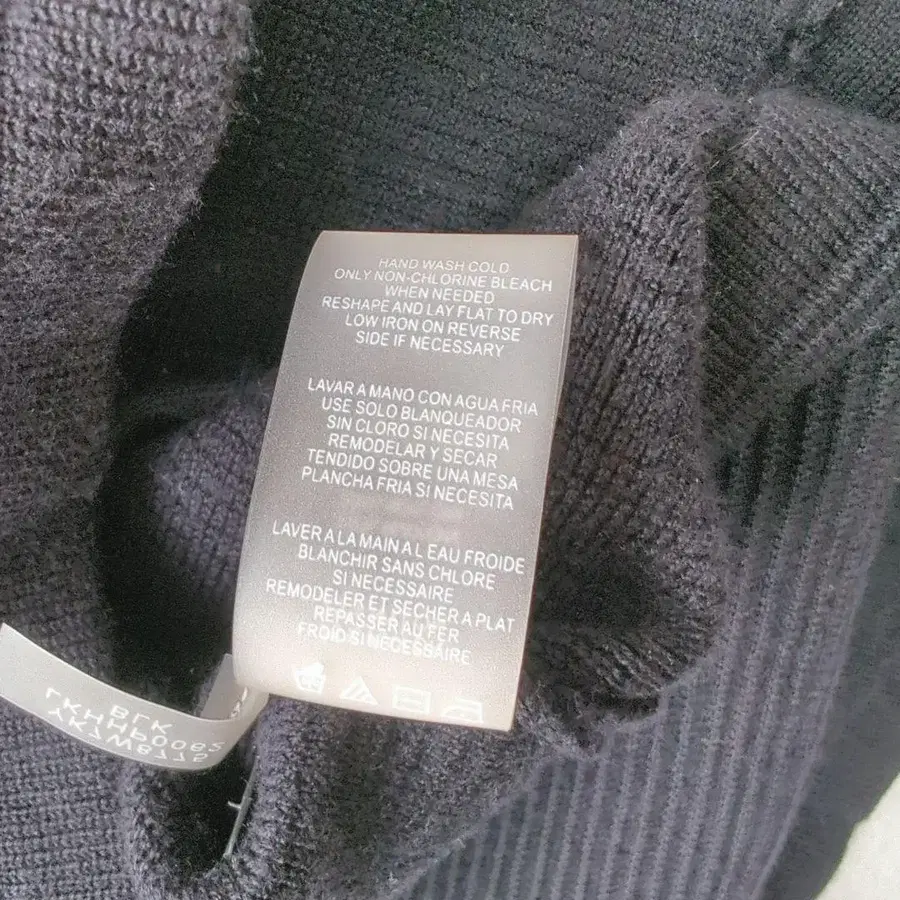 HAND WASH COLD
ONLY NON-CHLORINE BLEACH
WHEN NEEDED
RESHAPE AND LAY FLAT TO DRY
LOW IRON ON REVERSE
SIDE IF NECESSARY
LAVAR A MANO CON AGUA FRIA
USE SOLO BLANQUEADOR
SIN CLORO SI NECESITA
REMODELAR Y SECAR
TENDIDO SOBRE UNA MESA
PLANCHA FRIA SI NECESITA
LAVER A LA MAIN A L EAU FROIDE
BLANCHIR SANS CHLORE
SI NECESSAIRE
REMODELER ET SECHER A PLAT
REPASSER AU FER
FROID SI NECESSAIRE
BLK